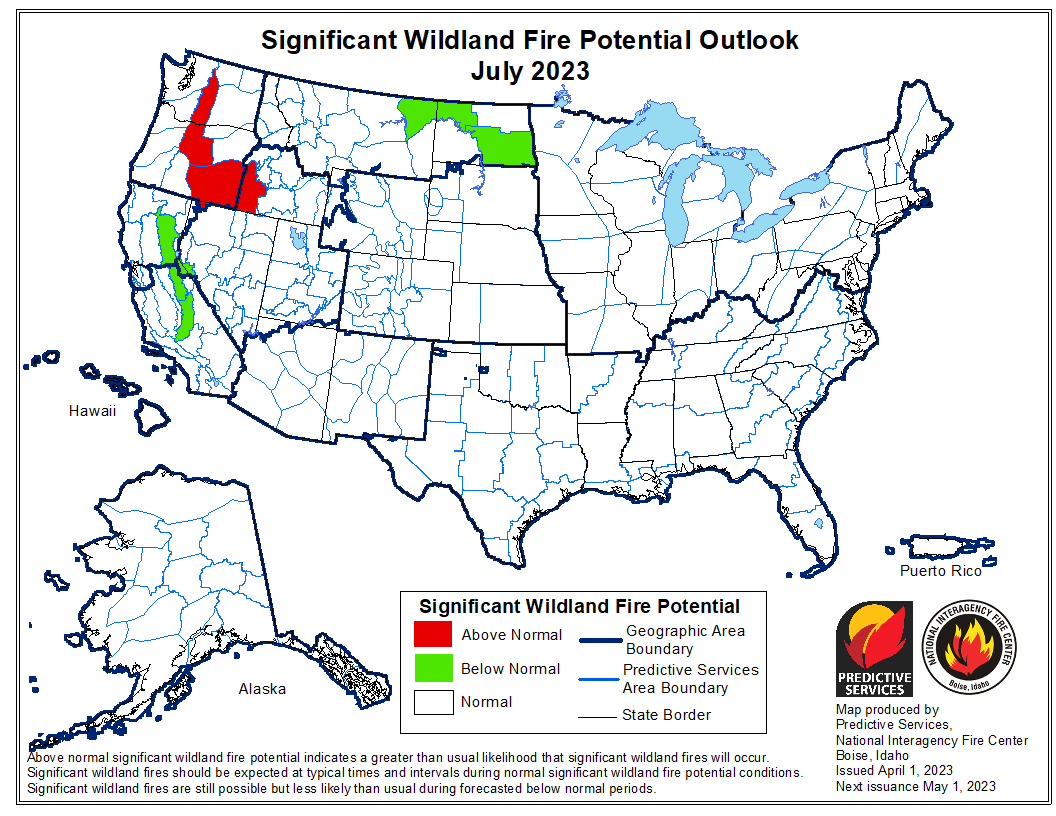 Significant Wildland Fire Potential Outlook
July 2023
Hawaii
Alaska
Puerto Rico
Significant Wildland Fire Potential
Above Normal
Below Normal
Normal
Geographic Area
Boundary
Predictive Services
Area Boundary
State Border
PREDICTIVE
SERVICES
NATIONAL INTERAGENCY FIRE CENTER
Boise, Idaho
Map produced by
Predictive Services,
National Interagency Fire Center
Boise, Idaho
Issued April 1, 2023
Next issuance May 1, 2023
Above normal significant wildland fire potential indicates a greater than usual likelihood that significant wildland fires will occur.
Significant wildland fires should be expected at typical times and intervals during normal significant wildland fire potential conditions.
Significant wildland fires are still possible but less likely than usual during forecasted below normal periods.